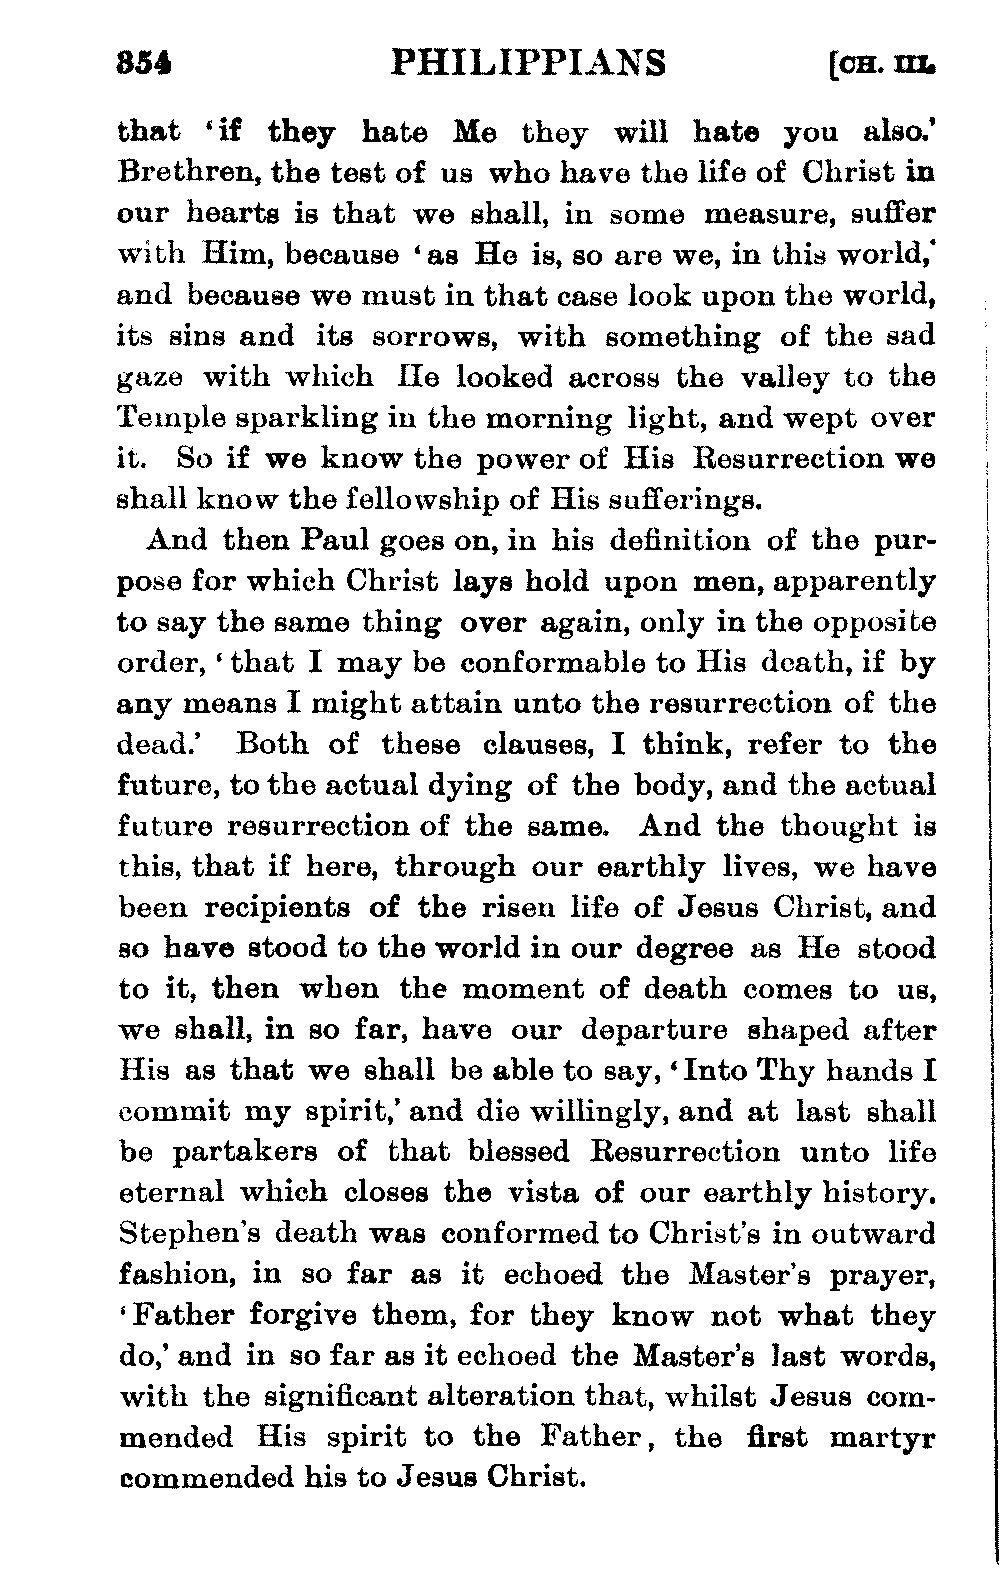 354 PHILIPPIANS [CH. III.
that ‘if they hate Me they will hate you also.’
Brethren, the test of us who have the life of Christ in
our hearts is that we shall, in some measure, suffer
with Him, because ‘as He is, so are we, in this world,’
and because we must in that case look upon the world,
its sins and its sorrows, with something of the sad
gaze with which He looked across the valley to the
Temple sparkling in the morning light, and wept over
it. So if we know the power of His Resurrection we
shall know the fellowship of His sufferings.
And then Paul goes on, in his definition of the pur-
pose for which Christ lays hold upon men, apparently
to say the same thing over again, only in the opposite
order, ‘that I may be conformable to His death, if by
any means I might attain unto the resurrection of the
dead.’ Both of these clauses, I think, refer to the
future, to the actual dying of the body, and the actual
future resurrection of the same. And the thought is
this, that if here, through our earthly lives, we have
been recipients of the risen life of Jesus Christ, and
so have stood to the world in our degree as He stood
to it, then when the moment of death comes to us,
we shall, in so far, have our departure shaped after
His as that we shall be able to say, ‘Into Thy hands I
commit my spirit,’ and die willingly, and at last shall
be partakers of that blessed Resurrection unto life
eternal which closes the vista of our earthly history.
Stephen’s death was conformed to Christ’s in outward
fashion, in so far as it echoed the Master’s prayer,
‘Father forgive them, for they know not what they
do,’ and in so far as it echoed the Master’s last words,
with the significant alteration that, whilst Jesus com-
mended His spirit to the Father, the first martyr
commended his to Jesus Christ.